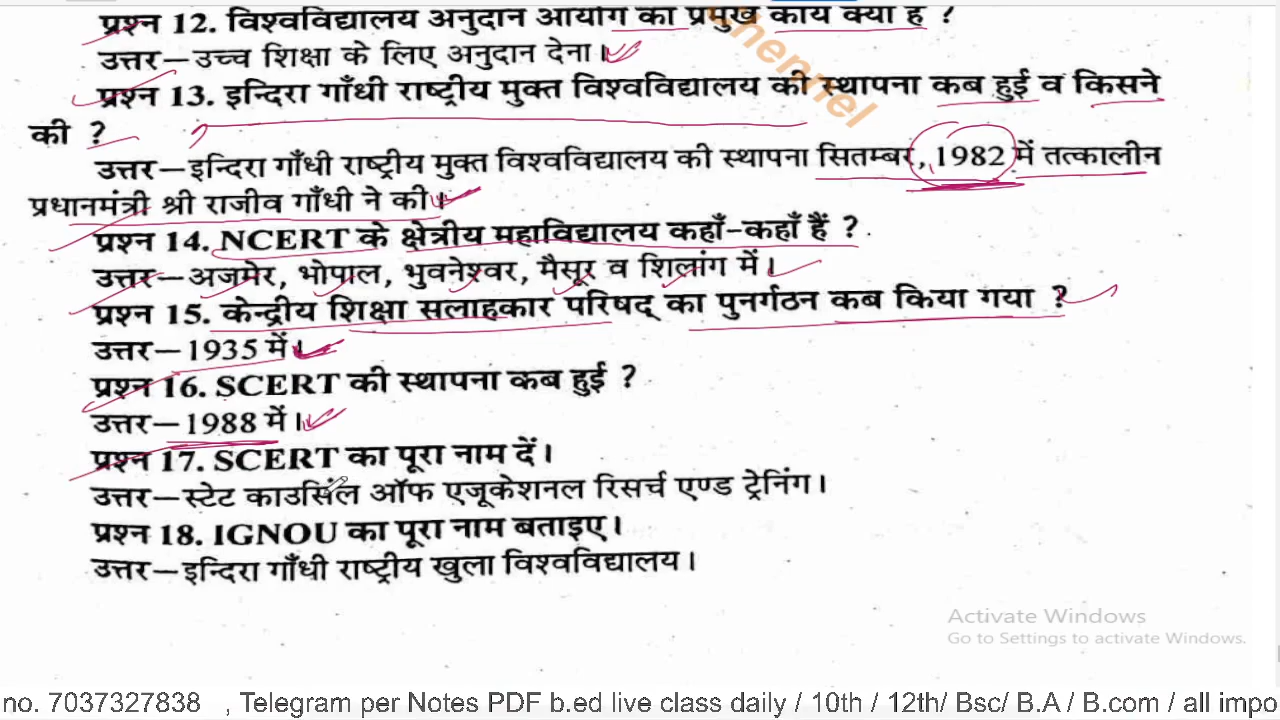 प्रश्न 12. विश्वविद्यालय अनुदान आयोग का प्रमुख कार्य क्या है ?
उत्तर—उच्च शिक्षा के लिए अनुदान देना।
प्रश्न 13. इन्दिरा गाँधी राष्ट्रीय मुक्त विश्वविद्यालय की स्थापना कब हुई व किसने
की ?
उत्तर—इन्दिरा गाँधी राष्ट्रीय मुक्त विश्वविद्यालय की स्थापना सितम्बर, 1982 में तत्कालीन
प्रधानमंत्री श्री राजीव गाँधी ने की।
प्रश्न 14. NCERT के क्षेत्रीय महाविद्यालय कहाँ-कहाँ हैं ?
उत्तर—अजमेर, भोपाल, भुवनेश्वर, मैसूर व शिलांग में।
प्रश्न 15. केन्द्रीय शिक्षा सलाहकार परिषद् का पुनर्गठन कब किया गया ?
उत्तर—1935 में।
प्रश्न 16. SCERT की स्थापना कब हुई ?
उत्तर—1988 में।
प्रश्न 17. SCERT का पूरा नाम दें।
उत्तर—स्टेट काउसिंल ऑफ एजूकेशनल रिसर्च एण्ड ट्रेनिंग।
प्रश्न 18. IGNOU का पूरा नाम बताइए।
उत्तर—इन्दिरा गाँधी राष्ट्रीय खुला विश्वविद्यालय।
Activate Windows
Go to Settings to activate Windows.
no. 7037327838 , Telegram per Notes PDF b.ed live class daily / 10th / 12th/ Bsc/ B.A / B.com / all impo